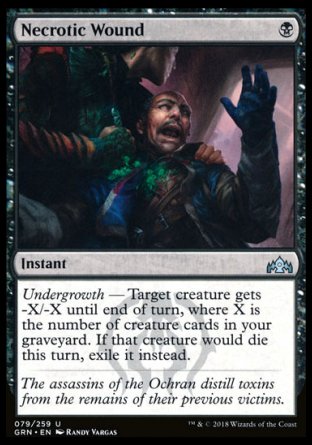 Necrotic Wound
Instant
Undergrowth — Target creature gets
-X/-X until end of turn, where X is
the number of creature cards in your
graveyard. If that creature would die
this turn, exile it instead.
The assassins of the Ochran distill toxins
from the remains of their previous victims.
079/259 U
GRN • EN RANDY VARGAS
™ & © 2018 Wizards of the Coast